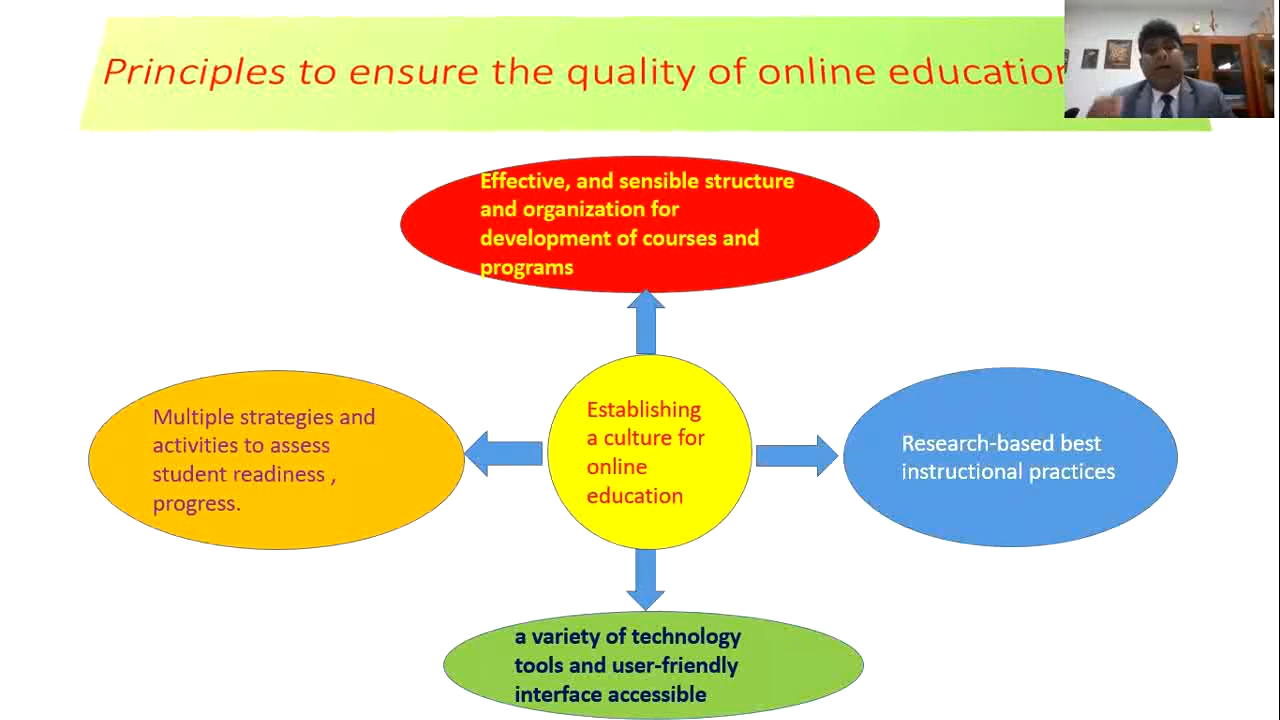 Principles to ensure the quality of online education
Effective, and sensible structure
and organization for
development of courses and
programs
Multiple strategies and
activities to assess
student readiness ,
progress.
Establishing
a culture for
online
education
Research-based best
instructional practices
a variety of technology
tools and user-friendly
interface accessible